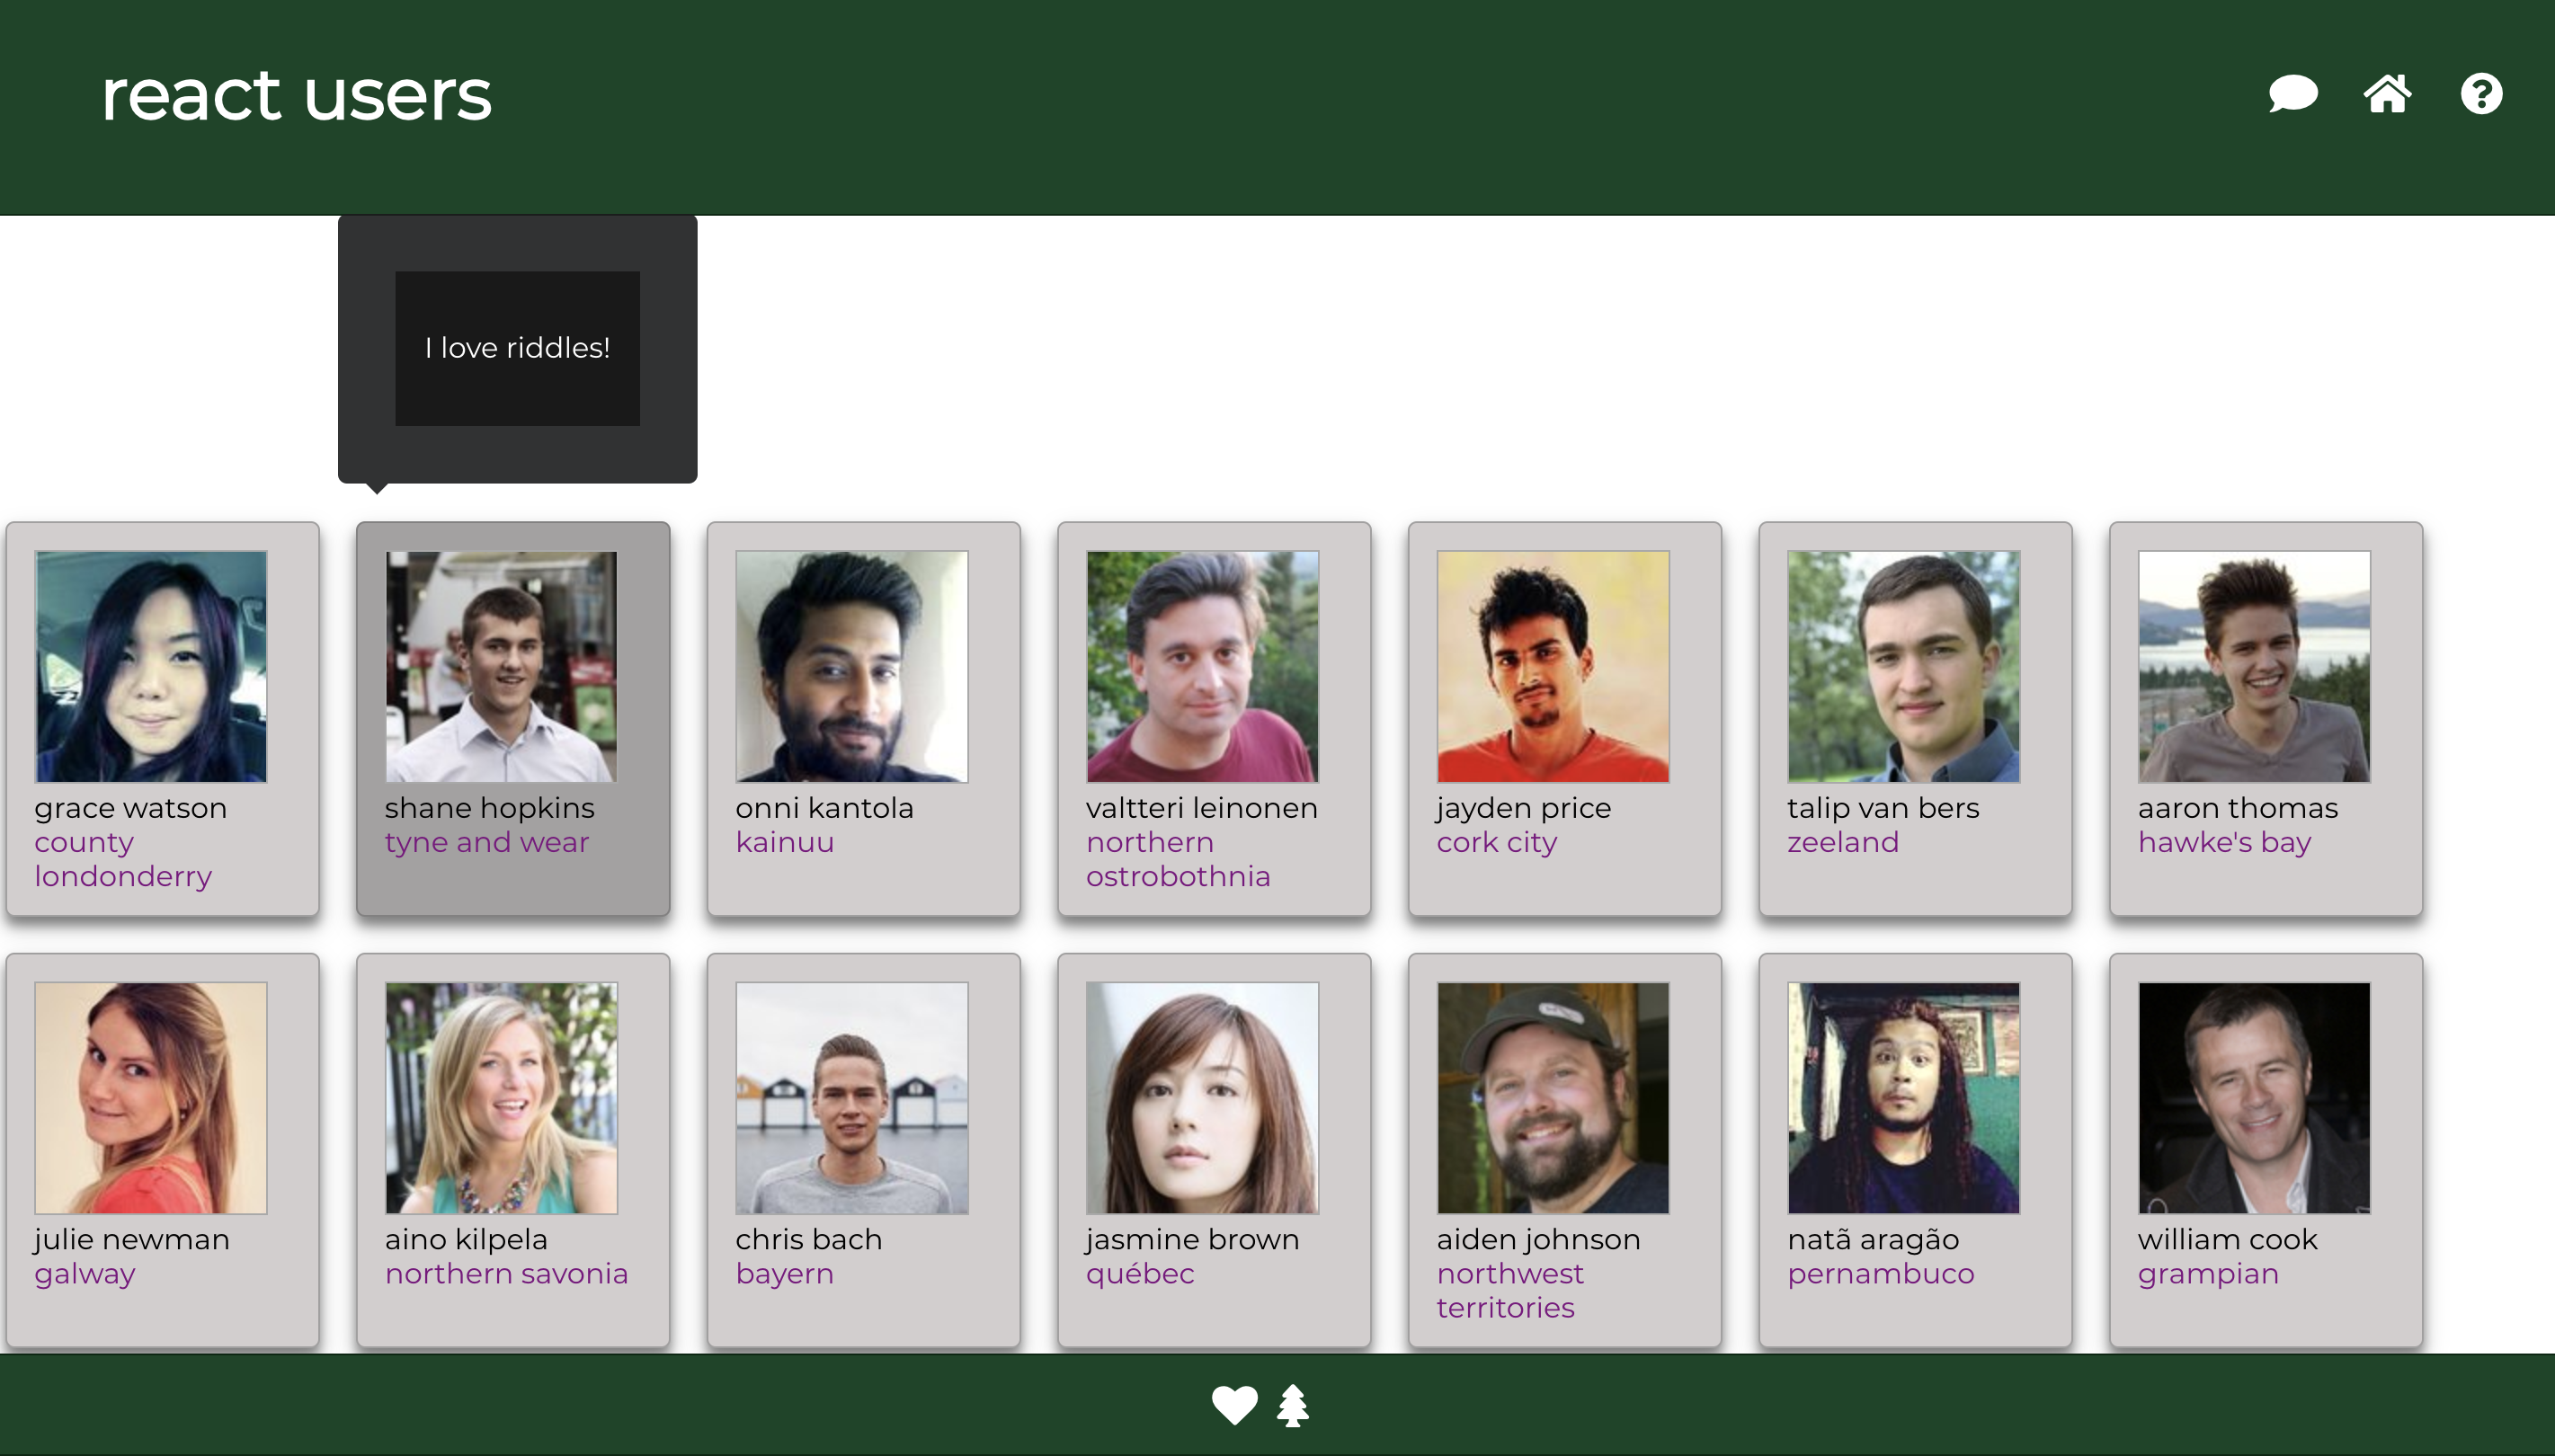 react users
I love riddles!
grace watson
county
londonderry
shane hopkins
tyne and wear
onni kantola
kainuu
valtteri leinonen
northern
ostrobothnia
jayden price
cork city
talip van bers
zeeland
aaron thomas
hawke's bay
julie newman
galway
aino kilpela
northern savonia
chris bach
bayern
jasmine brown
québec
aiden johnson
northwest
territories
natã aragão
pernambuco
william cook
grampian